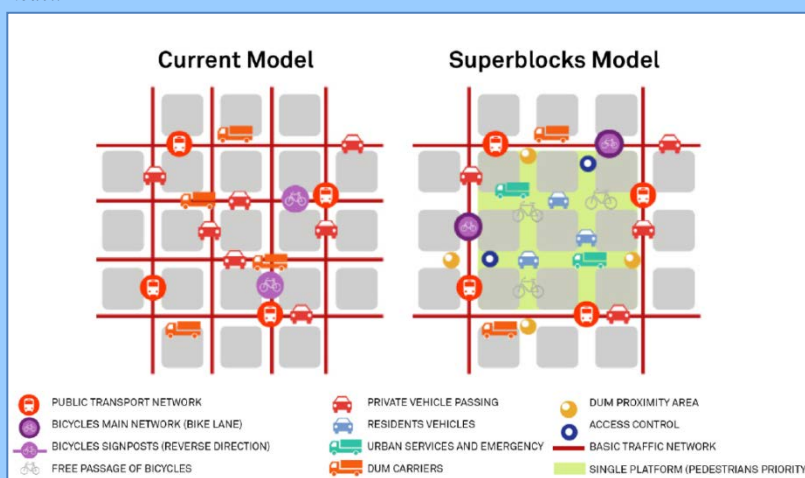 Current Model
Superblocks Model
PUBLIC TRANSPORT NETWORK
BICYCLES MAIN NETWORK (BIKE LANE)
BICYCLES SIGNPOSTS (REVERSE DIRECTION)
FREE PASSAGE OF BICYCLES
PRIVATE VEHICLE PASSING
RESIDENTS VEHICLES
URBAN SERVICES AND EMERGENCY
DUM CARRIERS
DUM PROXIMITY AREA
ACCESS CONTROL
BASIC TRAFFIC NETWORK
SINGLE PLATFORM (PEDESTRIANS PRIORITY